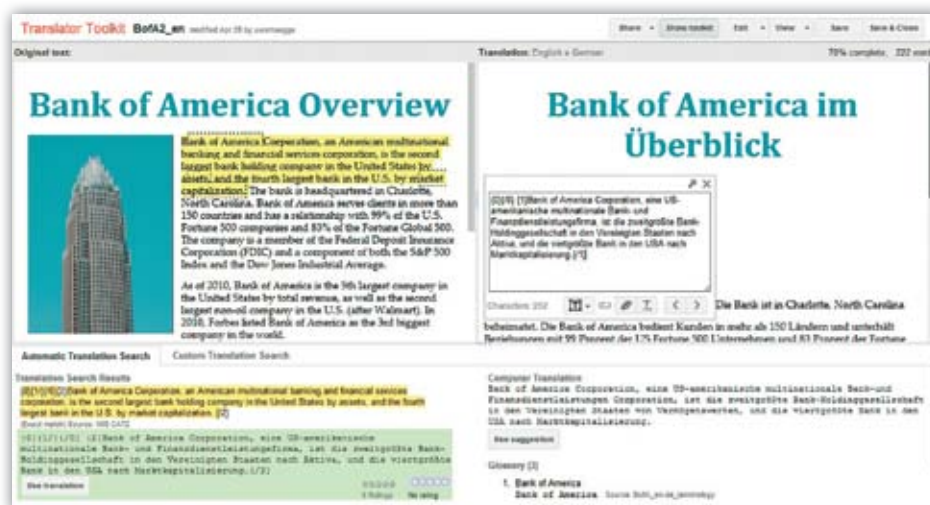 Translator Toolkit BofA2_en modified Apr 28 by
Share Show toolkit Edit View Save Save & Close
Original text:
Translation: English » German 70% complete, 222
Bank of America Overview
Bank of America Corporation, an American multinational
banking and financial services corporation, is the second
largest bank holding company in the United States by
assets, and the fourth largest bank in the U.S. by market
capitalization. The bank is headquartered in Charlotte,
North Carolina. Bank of America serves clients in more than
150 countries and has a relationship with 99% of the U.S.
Fortune 500 companies and 83% of the Fortune Global 500.
The company is a member of the Federal Deposit Insurance
Corporation (FDIC) and a component of both the S&P 500
Index and the Dow Jones Industrial Average.
As of 2010, Bank of America is the 5th largest company in
the United States by total revenue, as well as the second
largest non-oil company in the U.S. (after Walmart). In
2010, Forbes listed Bank of America as the 3rd biggest
company in the world.
Bank of America im
Überblick
Bank of America Corporation, eine US-
amerikanische multinationale Bank- und
Finanzdienstleistungsfirma, ist die zweitgrößte Bank-
Holdinggesellschaft in den Vereinigten Staaten nach
Aktiva, und die viertgrößte Bank in den USA nach
Marktkapitalisierung.
Characters: 252
Die Bank ist in Charlotte, North Carolina
beheimatet. Die Bank of America bedient Kunden in mehr als 150 Ländern und unterhält
Beziehungen mit 99 Prozent der US Fortune 500 Unternehmen und 83 Prozent der Fortune
Automatic Translation Search Custom Translation Search
Translation Search Results
Bank of America Corporation, an American multinational banking and financial services
corporation, is the second largest bank holding company in the United States by assets, and the fourth
largest bank in the U.S. by market capitalization.
Bank of America Corporation, eine US-amerikanische
multinationale Bank- und Finanzdienstleistungsfirma, ist die zweitgrößte Bank-
Holdinggesellschaft in den Vereinigten Staaten nach Aktiva, und die viertgrößte
Bank in den USA nach Marktkapitalisierung.
Use translation
0 Ratings No rating
Computer Translation
Bank of America Corporation, eine US-amerikanische multinationale Bank-und
Finanzdienstleistungen Corporation, ist die zweitgrößte Bank-Holdinggesellschaft
in den Vereinigten Staaten von Vermögenswerten, und die viertgrößte Bank in den
USA nach Marktkapitalisierung.
Use suggestion
Glossary
1. Bank of America
Bank of America Source: